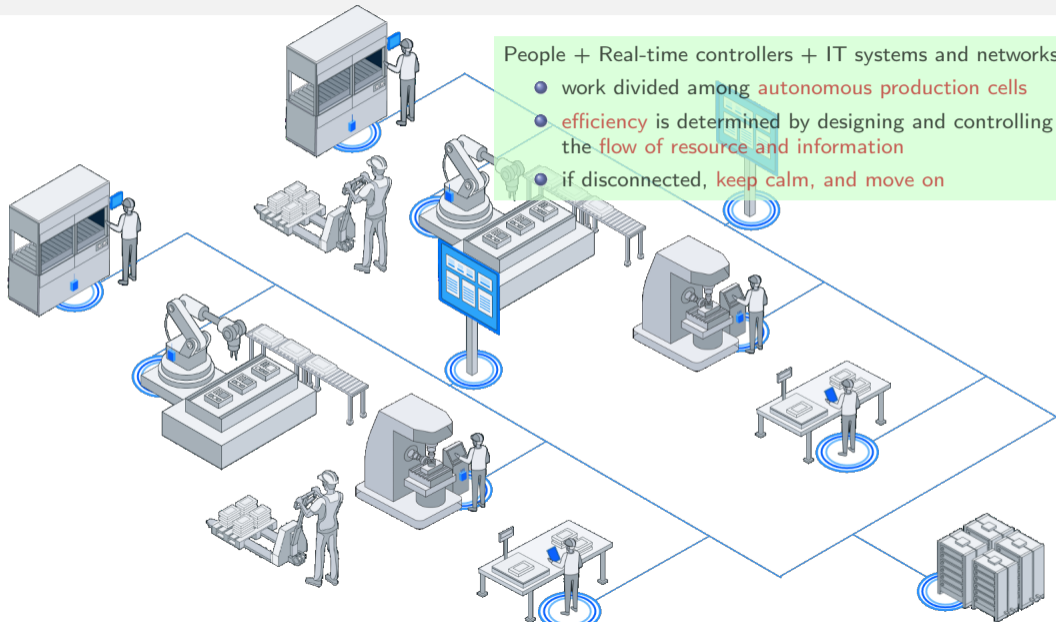 People + Real-time controllers + IT systems and networks
work divided among autonomous production cells
efficiency is determined by designing and controlling
the flow of resource and information
if disconnected, keep calm, and move on